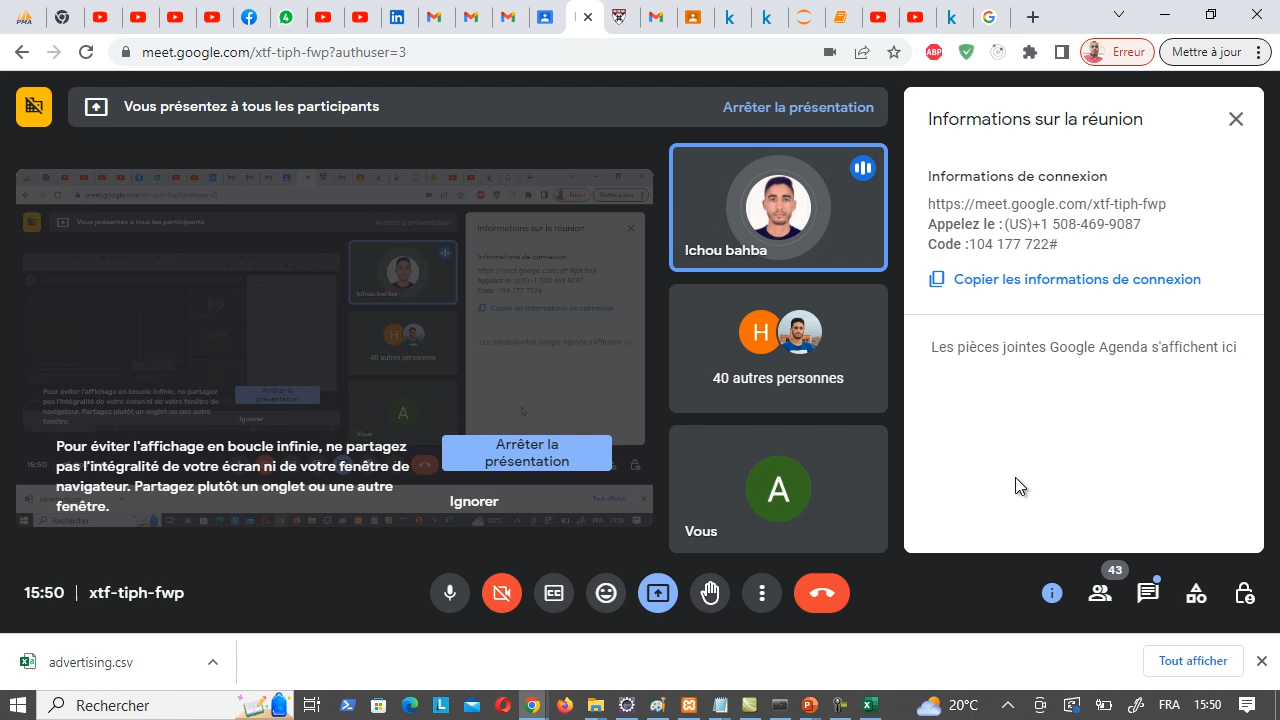 4
meet.google.com/xtf-tiph-fwp?authuser=3
ABP
Erreur
Mettre à jour
Vous présentez à tous les participants
Arrêter la présentation
Informations sur la réunion
Informations de connexion
https://meet.google.com/xtf-tiph-fwp
Appelez le : (US)+1 508-469-9087
Code :104 177 722#
Copier les informations de connexion
Les pièces jointes Google Agenda s'affichent ici
Ichou bahba
H
40 autres personnes
A
Vous
Pour éviter l'affichage en boucle infinie, ne partagez
pas l'intégralité de votre écran ni de votre fenêtre de
navigateur. Partagez plutôt un onglet ou une autre
fenêtre.
Arrêter la
présentation
Ignorer
15:50 | xtf-tiph-fwp
43
advertising.csv
Tout afficher
Rechercher
20°C
FRA
15:50